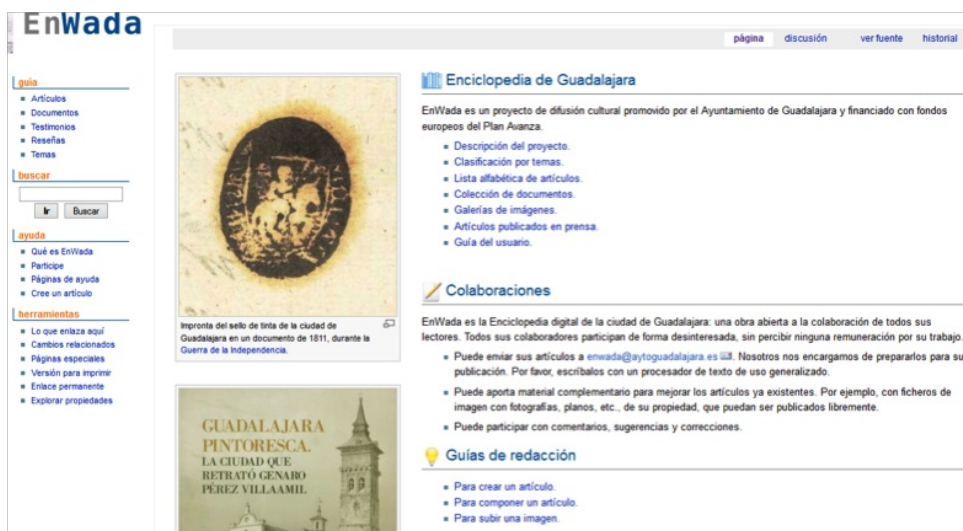 EnWada
página discusión ver fuente historial
guia
Artículos
Documentos
Testimonios
Reseñas
Temas
buscar
Ir Buscar
ayuda
Qué es EnWada
Participe
Páginas de ayuda
Cree un artículo
herramientas
Lo que enlaza aquí
Cambios relacionados
Páginas especiales
Versión para imprimir
Enlace permanente
Explorar propiedades
Impronta del sello de tinta de la ciudad de
Guadalajara en un documento de 1811, durante la
Guerra de la Independencia.
GUADALAJARA
PINTORESCA.
LA CIUDAD QUE
RETRATÓ GENARO
PÉREZ VILLAAMIL
Enciclopedia de Guadalajara
EnWada es un proyecto de difusión cultural promovido por el Ayuntamiento de Guadalajara y financiado con fondos
europeos del Plan Avanza.
Descripción del proyecto.
Clasificación por temas.
Lista alfabética de artículos.
Colección de documentos.
Galerías de imágenes.
Artículos publicados en prensa.
Guía del usuario.
Colaboraciones
EnWada es la Enciclopedia digital de la ciudad de Guadalajara: una obra abierta a la colaboración de todos sus
lectores. Todos sus colaboradores participan de forma desinteresada, sin percibir ninguna remuneración por su trabajo.
Puede enviar sus artículos a enwada@aytoguadalajara.es. Nosotros nos encargamos de prepararlos para su
publicación. Por favor, escríbalos con un procesador de texto de uso generalizado.
Puede aporta material complementario para mejorar los artículos ya existentes. Por ejemplo, con ficheros de
imagen con fotografías, planos, etc., de su propiedad, que puedan ser publicados libremente.
Puede participar con comentarios, sugerencias y correcciones.
Guías de redacción
Para crear un artículo.
Para componer un artículo.
Para subir una imagen.